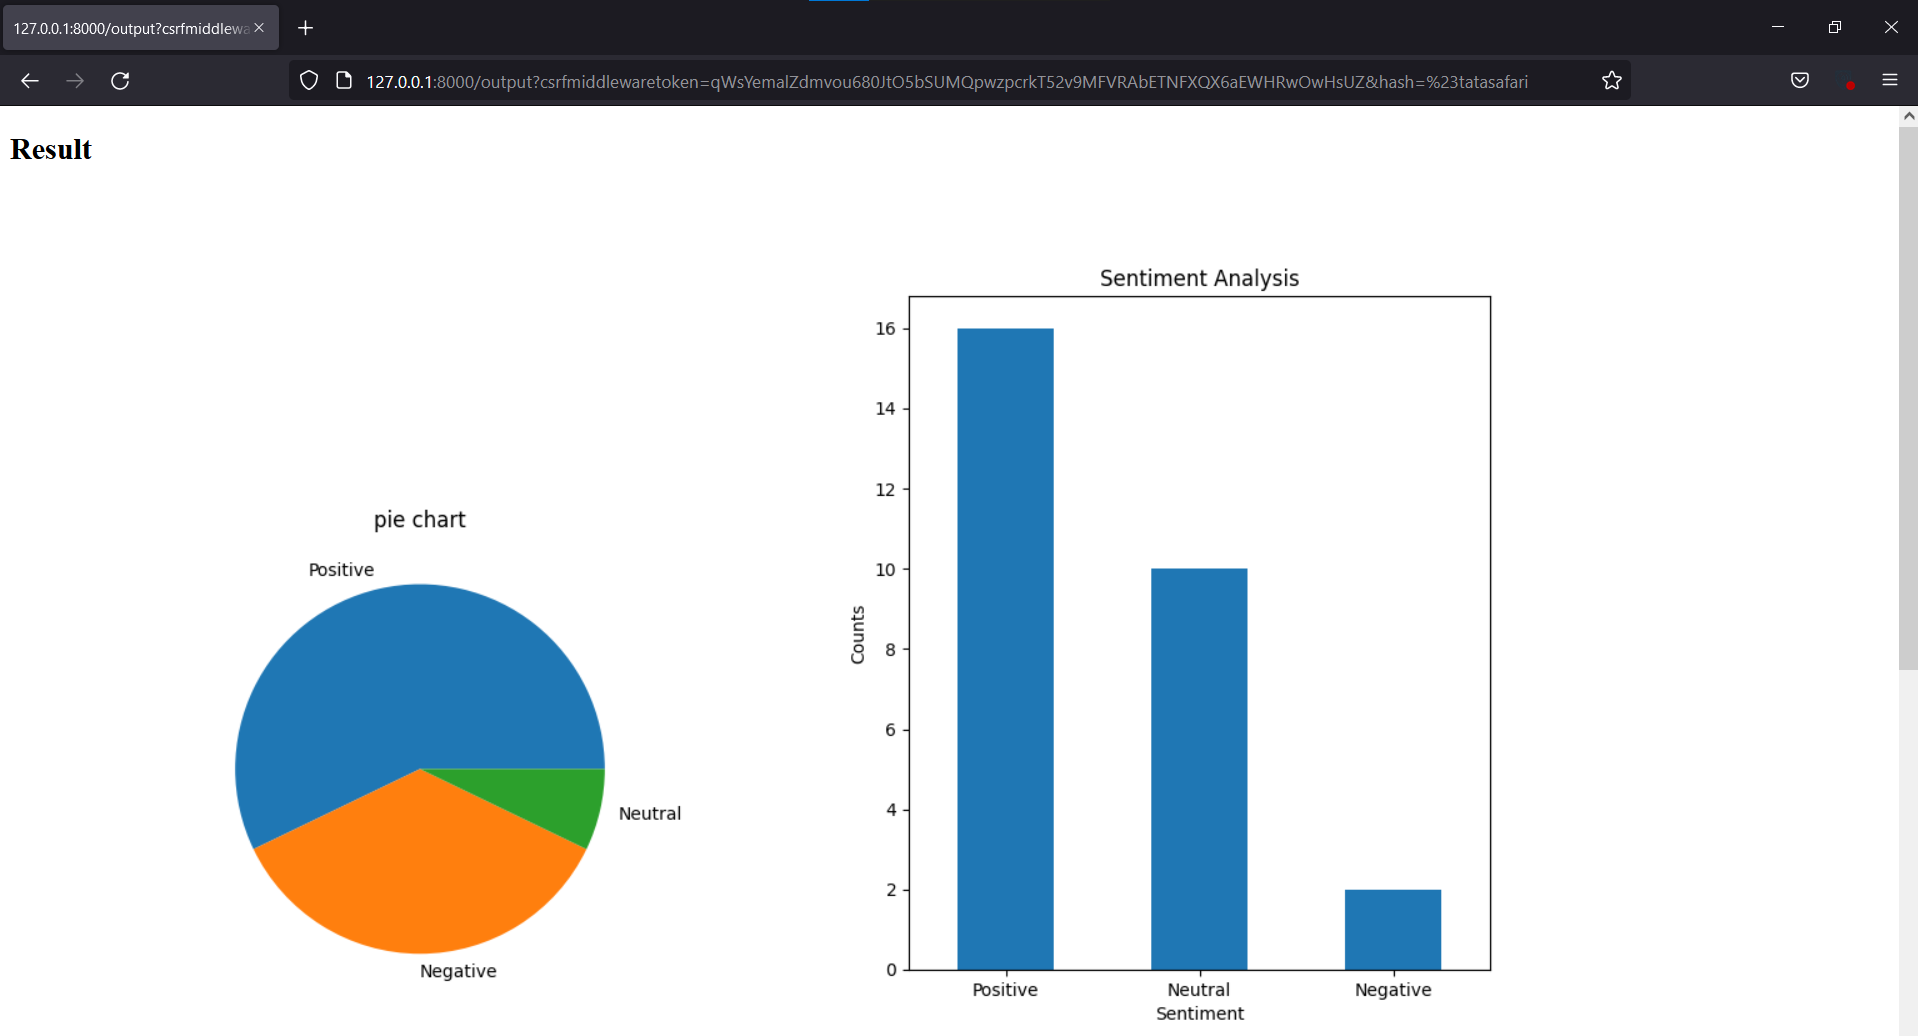 127.0.0.1:8000/output?csrfmiddlewa
127.0.0.1:8000/output?csrfmiddlewaretoken=qWsYemalZdmvou680JtO5bSUMQpwzpcrkT52v9MFVRAbETNFXQX6aEWHRwOwHsUZ&hash=%23tatasafari
Result
pie chart
Positive
Neutral
Negative
Sentiment Analysis
16
14
12
10
8
6
4
2
0
Counts
Positive Neutral Negative
Sentiment